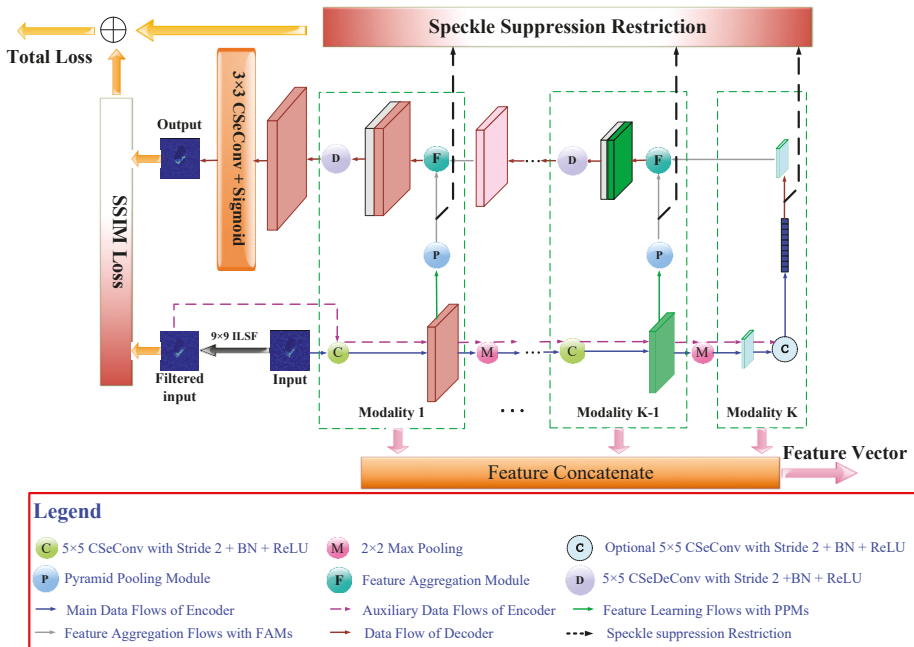 Speckle Suppression Restriction
Total Loss
3×3 CSeConv + Sigmoid
Output
D
F
...
D
F
SSIM Loss
P
P
9×9 ILSF
C
M
...
C
M
C
Filtered
input
Input
Modality 1
...
Modality K-1
Modality K
Feature Vector
Feature Concatenate
Legend
C 5×5 CSeConv with Stride 2 + BN + ReLU
M 2×2 Max Pooling
C Optional 5×5 CSeConv with Stride 2 + BN + ReLU
P Pyramid Pooling Module
F Feature Aggregation Module
D 5×5 CSeDeConv with Stride 2 +BN + ReLU
Main Data Flows of Encoder
Auxiliary Data Flows of Encoder
Feature Learning Flows with PPMs
Feature Aggregation Flows with FAMs
Data Flow of Decoder
Speckle suppression Restriction